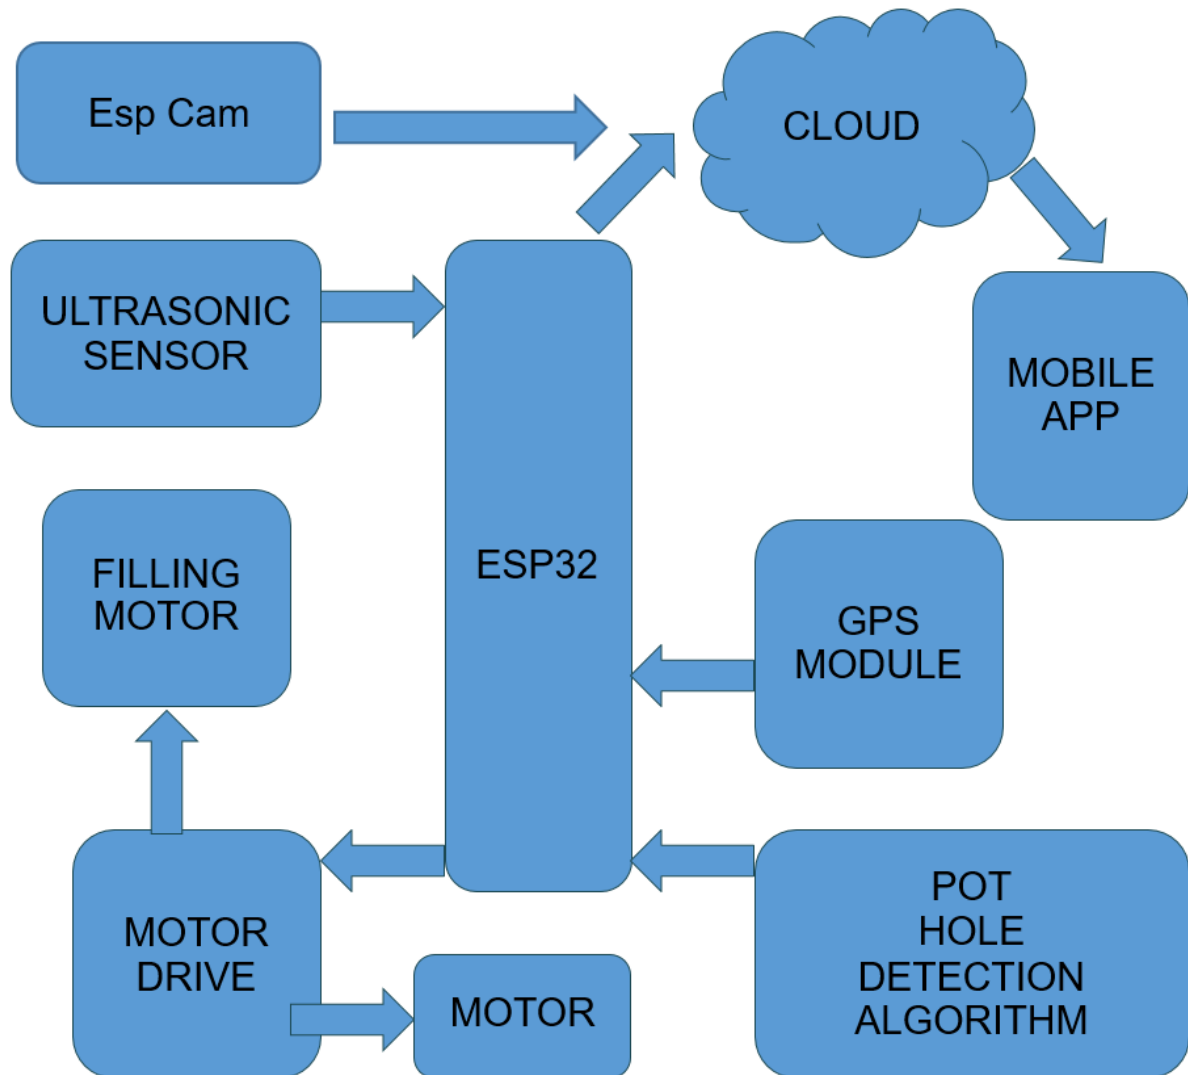 Esp Cam
CLOUD
ULTRASONIC
SENSOR
MOBILE
APP
FILLING
MOTOR
ESP32
GPS
MODULE
MOTOR
DRIVE
MOTOR
POT
HOLE
DETECTION
ALGORITHM